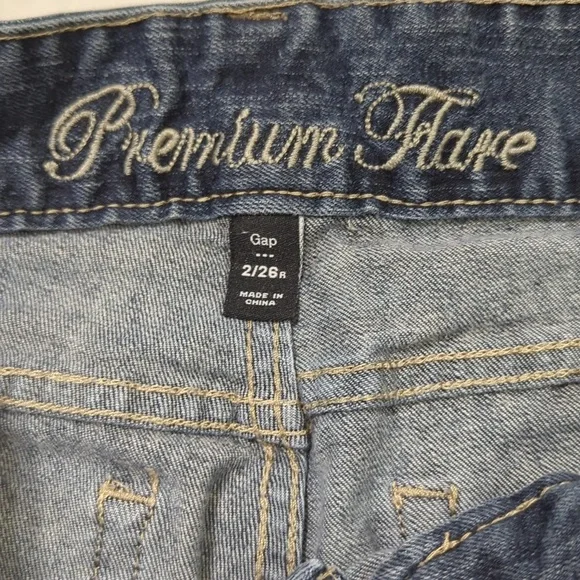 Premium Flare
Gap
2/26R
MADE IN
CHINA